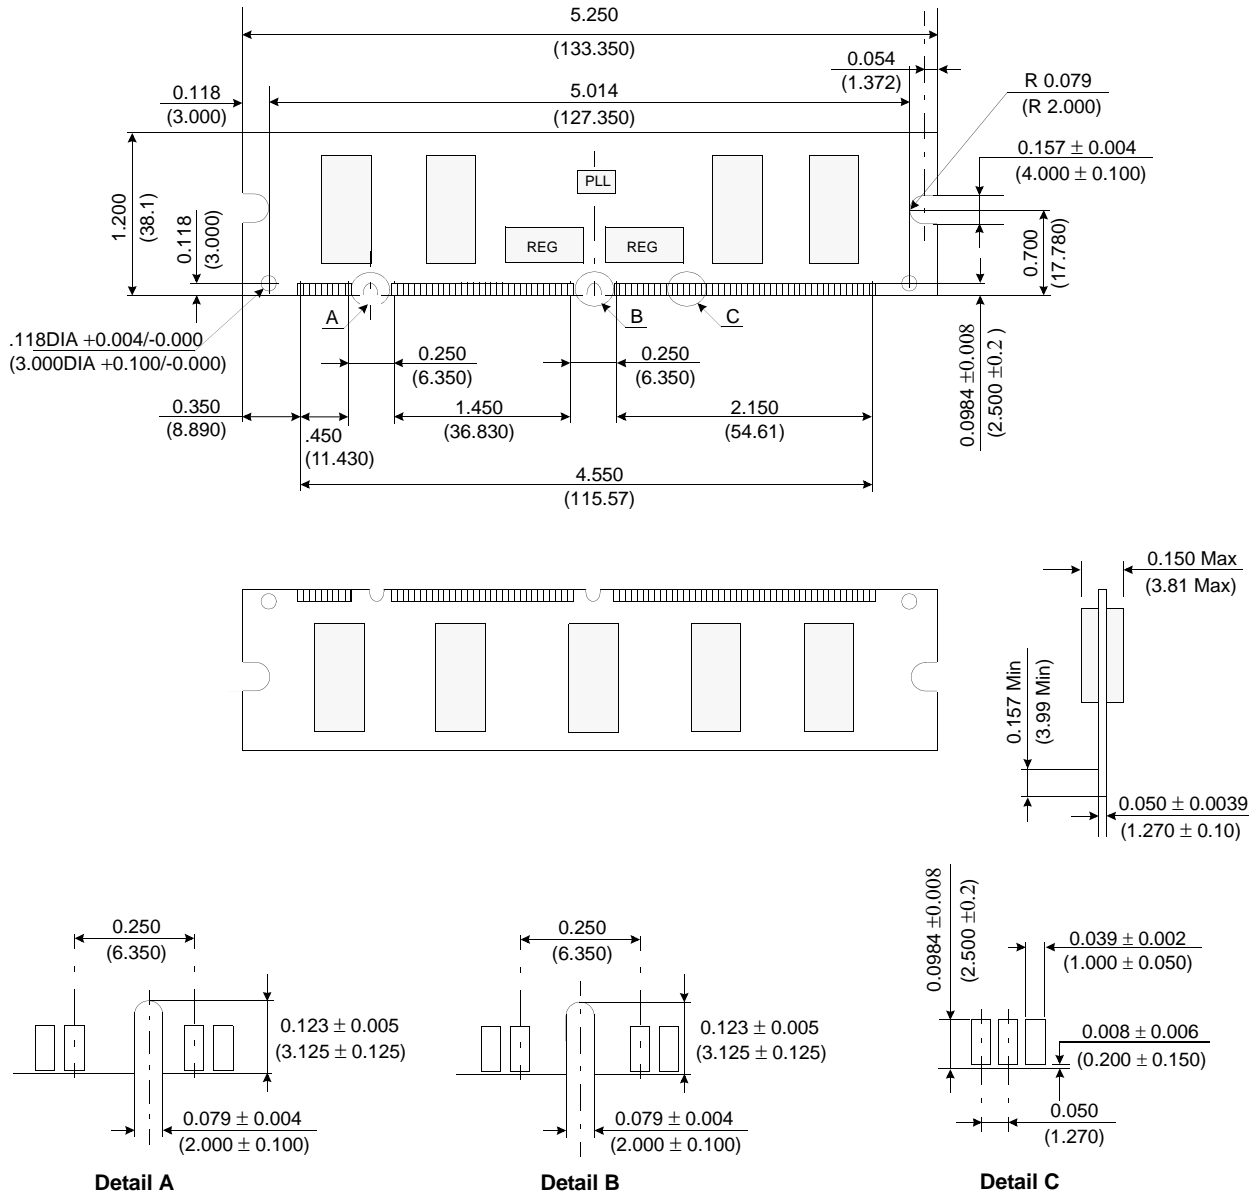 5.250
(133.350)
0.054
(1.372)
R 0.079
(R 2.000)
0.118
(3.000)
5.014
(127.350)
0.157 ± 0.004
(4.000 ± 0.100)
1.200
(38.1)
0.118
(3.000)
PLL
REG
REG
0.700
(17.780)
A
B
C
.118DIA +0.004/-0.000
(3.000DIA +0.100/-0.000)
0.250
(6.350)
0.250
(6.350)
0.0984 ±0.008
(2.500 ±0.2 )
0.350
(8.890)
.450
(11.430)
1.450
(36.830)
2.150
(54.61)
4.550
(115.57)
0.150 Max
(3.81 Max)
0.157 Min
(3.99 Min)
0.050 ± 0.0039
(1.270 ± 0.10)
0.250
(6.350)
0.123 ± 0.005
(3.125 ± 0.125)
0.079 ± 0.004
(2.000 ± 0.100)
Detail A
0.250
(6.350)
0.123 ± 0.005
(3.125 ± 0.125)
0.079 ± 0.004
(2.000 ± 0.100)
Detail B
0.0984 ±0.008
(2.500 ±0.2)
0.039 ± 0.002
(1.000 ± 0.050)
0.008 ± 0.006
(0.200 ± 0.150)
0.050
(1.270)
Detail C